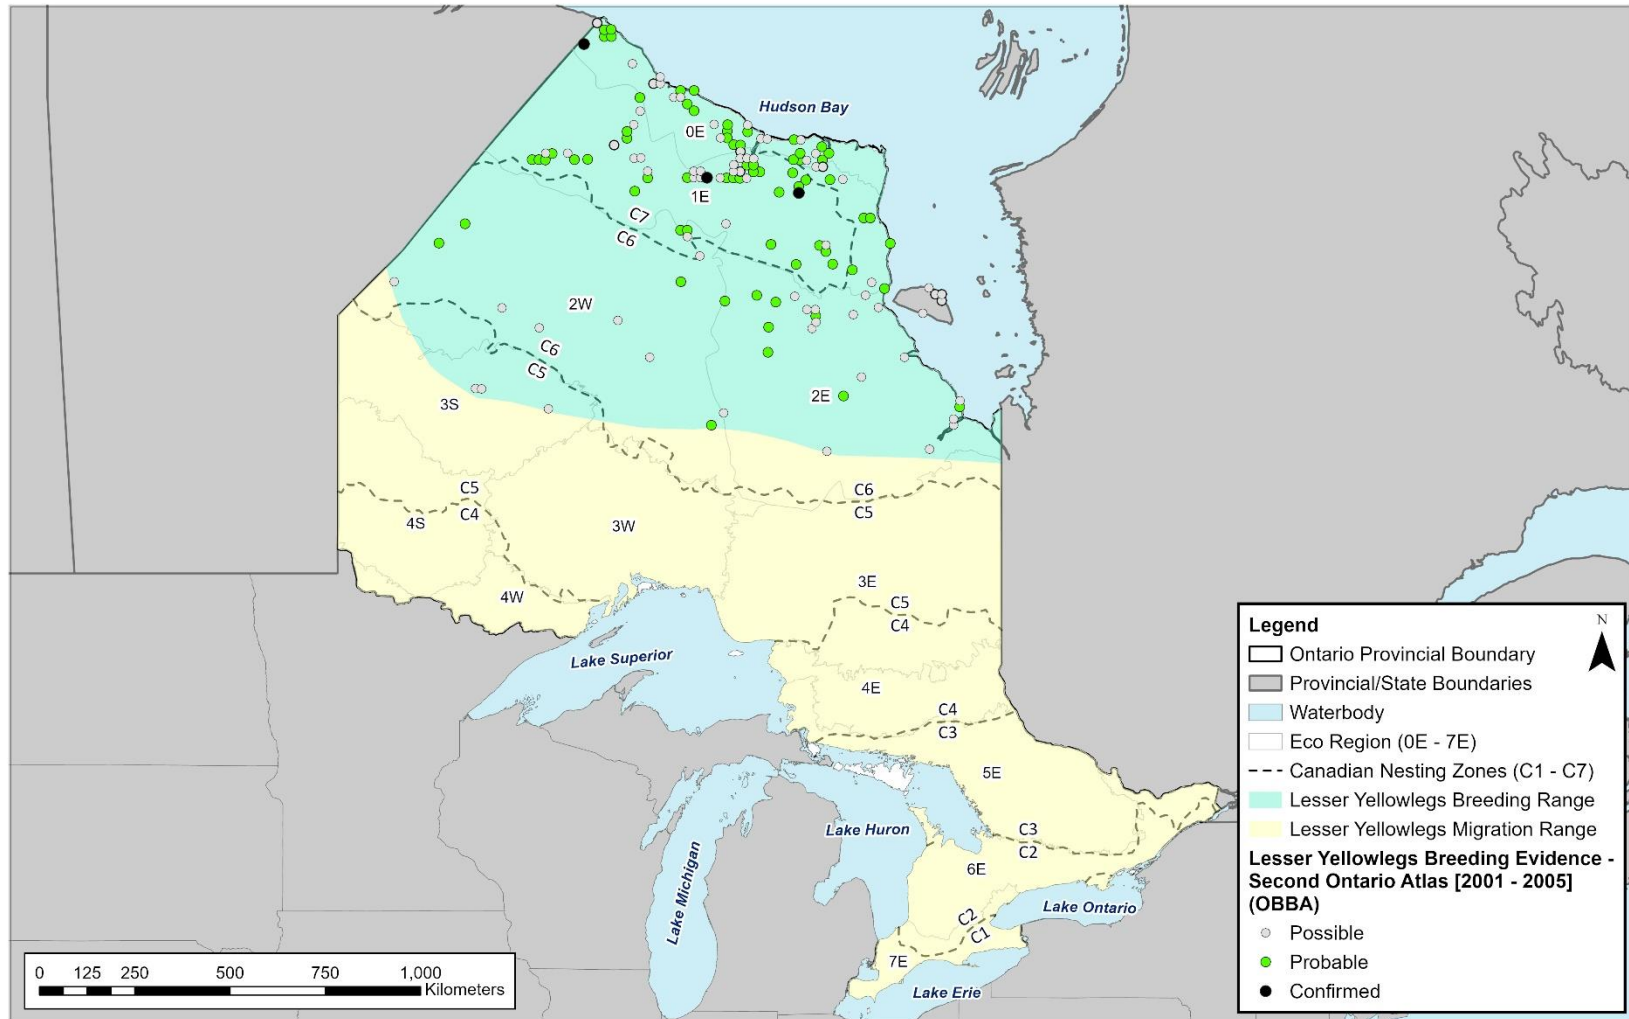 Hudson Bay
0E
1E
C7
C6
2W
C6
C5
2E
3S
C5
C4
C6
C5
4S
3W
3E
4W
C5
C4
Lake Superior
4E
C4
C3
5E
Lake Huron
C3
C2
6E
Lake Michigan
Lake Ontario
C2
C1
7E
Lake Erie
0 125 250 500 750 1,000
Kilometers
Legend
N
Ontario Provincial Boundary
Provincial/State Boundaries
Waterbody
Eco Region (0E - 7E)
Canadian Nesting Zones (C1 - C7)
Lesser Yellowlegs Breeding Range
Lesser Yellowlegs Migration Range
Lesser Yellowlegs Breeding Evidence -
Second Ontario Atlas [2001 - 2005]
(OBBA)
Possible
Probable
Confirmed